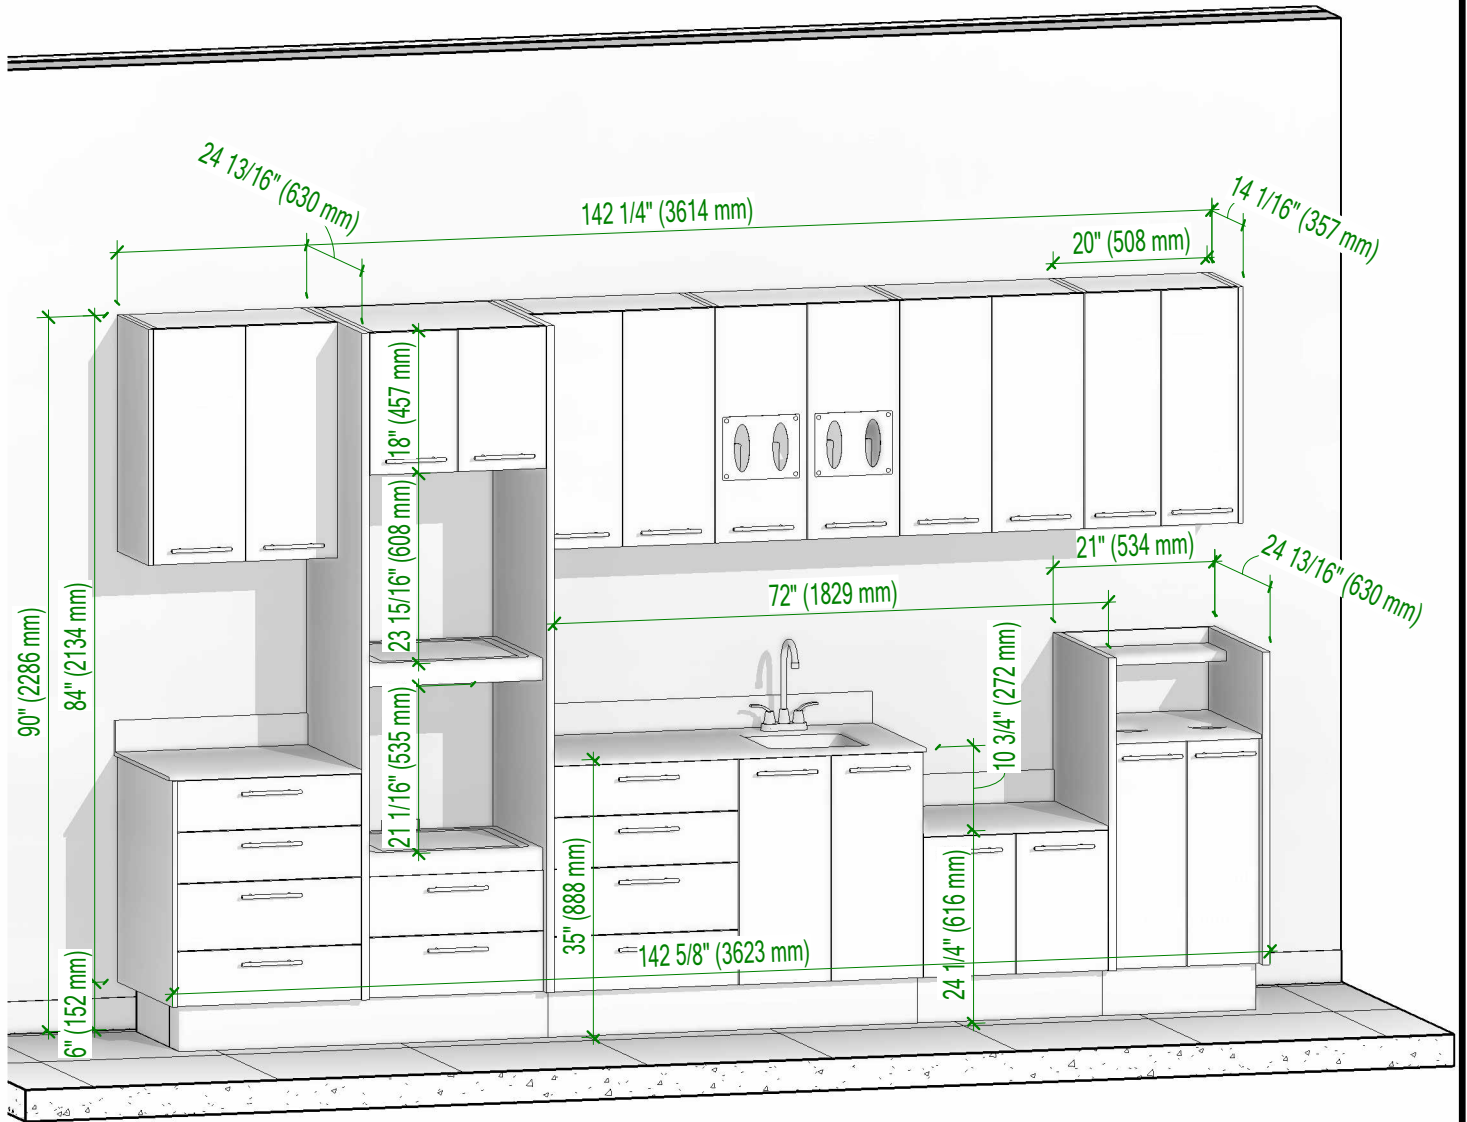 24 13/16" (630 mm)
142 1/4" (3614 mm)
14 1/16" (357 mm)
20" (508 mm)
18" (457 mm)
23 15/16" (608 mm)
21" (534 mm)
24 13/16" (630 mm)
72" (1829 mm)
90" (2286 mm)
84" (2134 mm)
10 3/4" (272 mm)
21 1/16" (535 mm)
35" (888 mm)
24 1/4" (616 mm)
142 5/8" (3623 mm)
6" (152 mm)